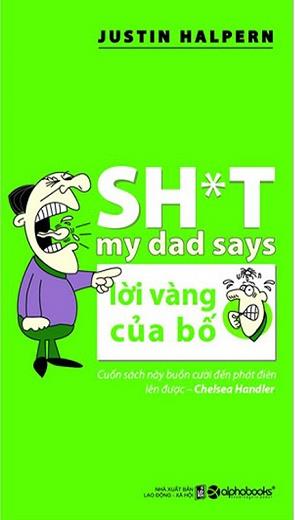 JUSTIN HALPERN
SH*T
my dad says
lời vàng
của bố
Cuốn sách này buồn cười đến phát điên
lên được – Chelsea Handler
NHÀ XUẤT BẢN
LAO ĐỘNG - XÃ HỘI
alphabooks